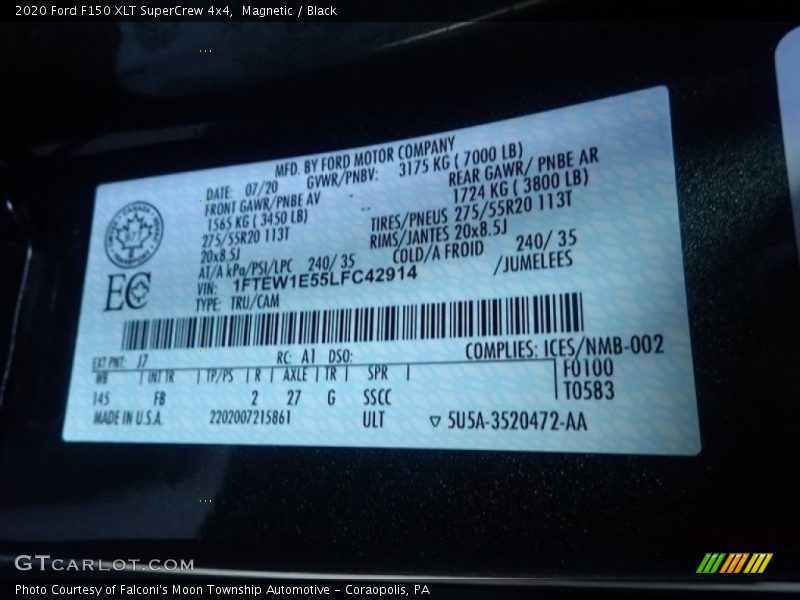 2020 Ford F150 XLT SuperCrew 4x4, Magnetic / Black
MFD. BY FORD MOTOR COMPANY
DATE: 07/20 GVWR/PNBV: 3175 KG ( 7000 LB)
FRONT GAWR/PNBE AV REAR GAWR/ PNBE AR
1565 KG ( 3450 LB) 1724 KG ( 3800 LB)
275/55R20 113T TIRES/PNEUS 275/55R20 113T
20x8.5J RIMS/JANTES 20x8.5J
AT/A kPa/PSI/LPC 240/ 35 COLD/A FROID 240/ 35
VIN: 1FTEW1E55LFC42914 /JUMELEES
TYPE: TRU/CAM
EC
EXT PNT: J7 RC: A1 DSO: COMPLIES: ICES/NMB-002
WB INT TR TP/PS R AXLE TR SPR F0100
145 FB 2 27 G SSCC T0583
MADE IN U.S.A. 2202007215861 ULT ▽ 5U5A-3520472-AA
GTCARLOT.COM
Photo Courtesy of Falconi's Moon Township Automotive - Coraopolis, PA